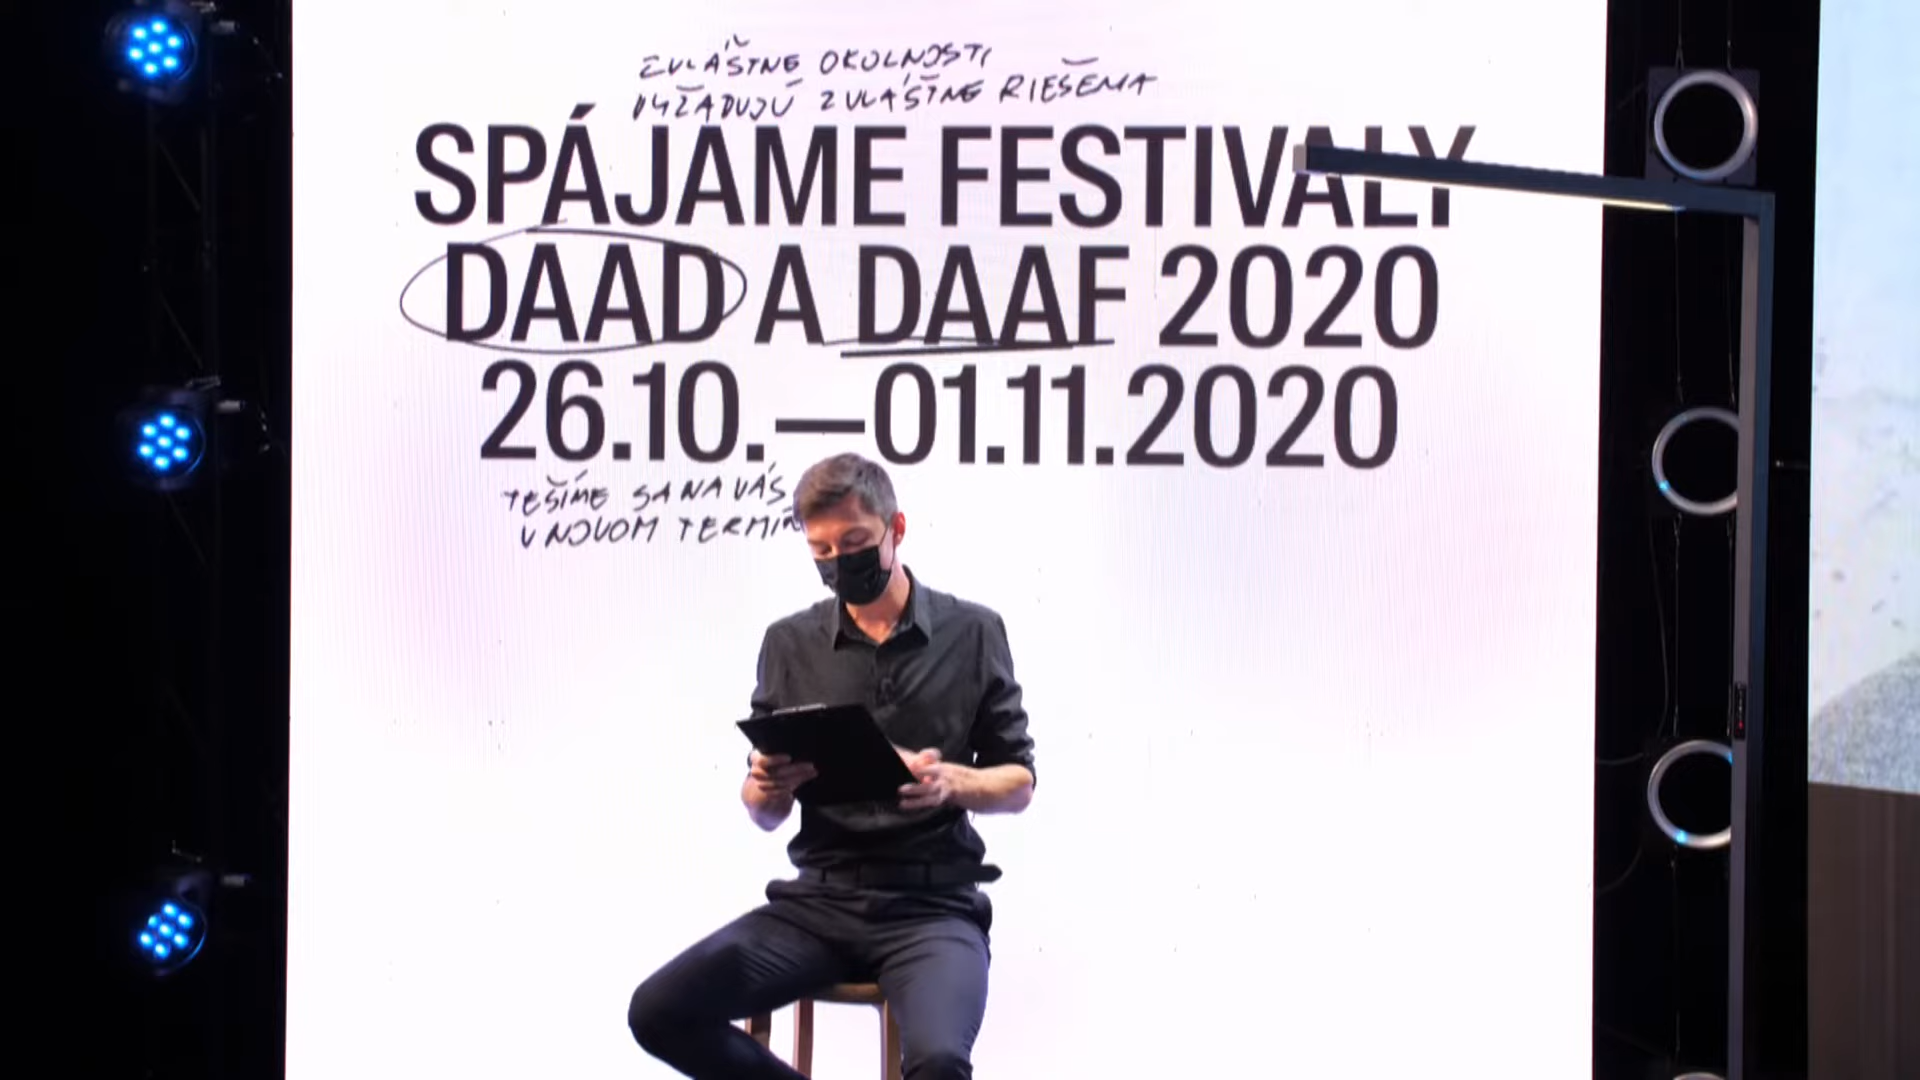 ZVLÁŠTNE OKOLNOSTI
VYŽADUJÚ ZVLÁŠTNE RIEŠENIA
SPÁJAME FESTIVALY
DAAD A DAAF 2020
26.10.—01.11.2020
TEŠÍME SA NA VÁS
V NOVOM